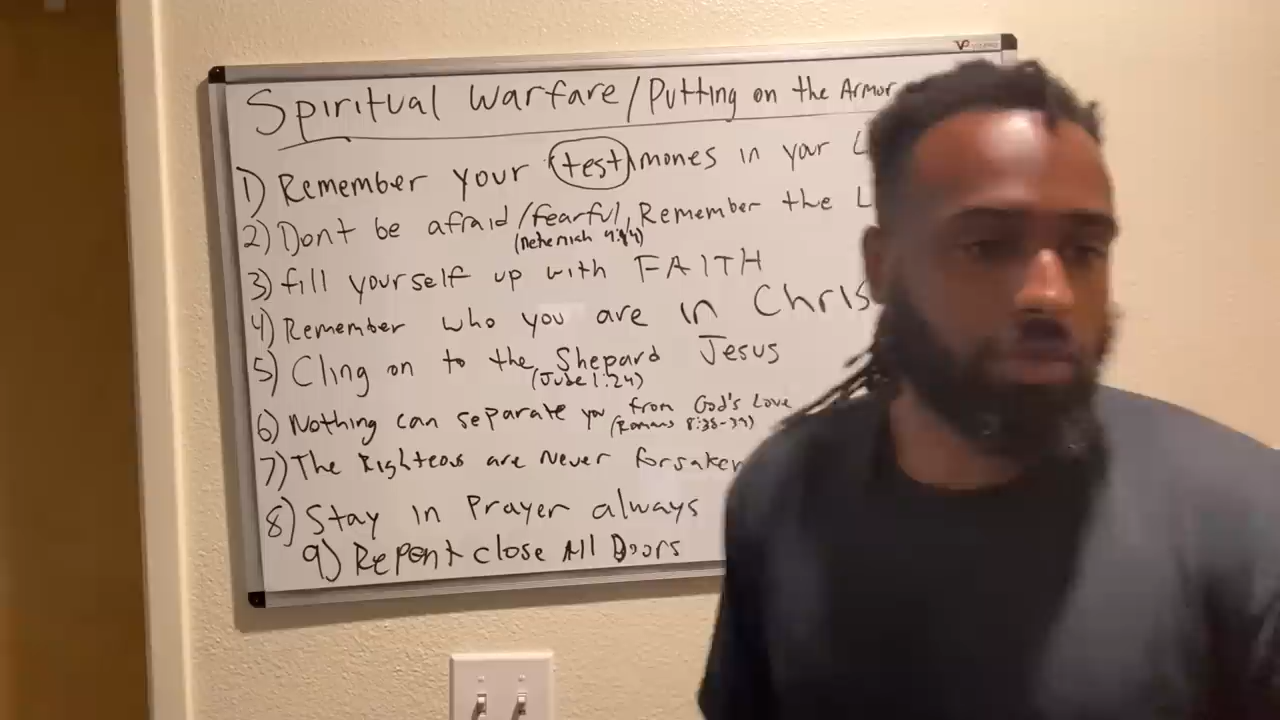 Spiritual Warfare/Putting on the Armor
1) Remember your (test)mones in your L
2) Dont be afraid/fearful, Remember the L
(Nehemiah 4:14)
3) fill yourself up with FAITH
4) Remember who you are in Chris
5) Cling on to the Shepard Jesus
(Jude 1:24)
6) Nothing can separate you from God's Love
(Romans 8:38-39)
7) The Righteous are Never forsaken
8) Stay in Prayer always
9) Repent close All Doors